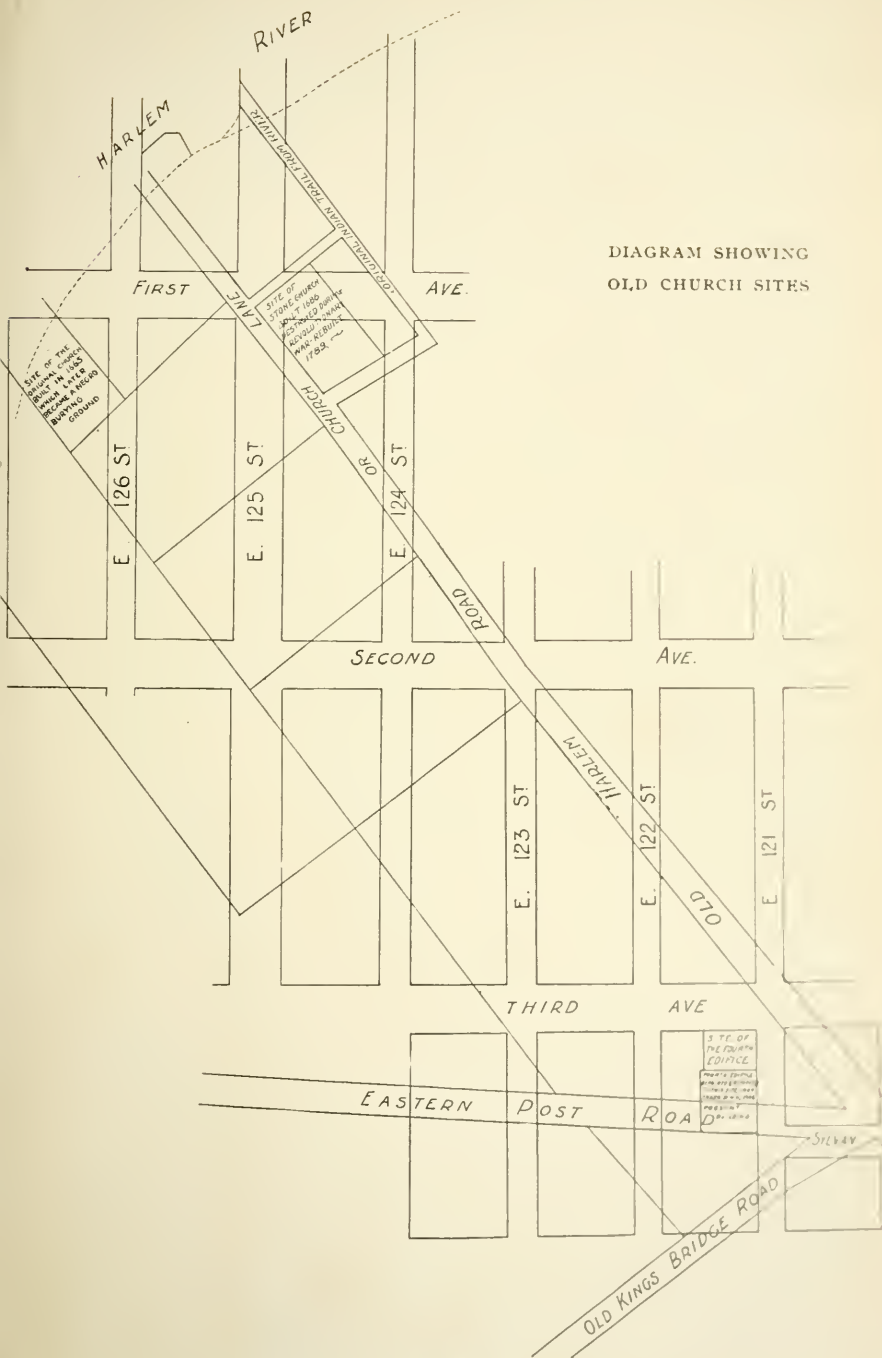 RIVER
HARLEM
DIAGRAM SHOWING
OLD CHURCH SITES
ORIGINAL INDIAN TRAIL FROM RIVER
FIRST AVE.
SITE OF
STONE CHURCH
BUILT 1686
DESTROYED DURING
REVOLUTIONARY
WAR-REBUILT
1789
SITE OF THE
ORIGINAL CHURCH
BUILT IN 1665
WHICH LATER
BECAME A NEGRO
BURYING
GROUND
LANE
CHURCH
OR
ROAD
HARLEM
OLD
E. 126 ST
E. 125 ST.
E. 124 ST
SECOND AVE.
E. 123 ST
E. 122 ST
E. 121 ST
THIRD AVE
SITE OF
THE FOURTH
EDIFICE
PRESENT
EASTERN POST ROAD
SILVAN
OLD KINGS BRIDGE ROAD